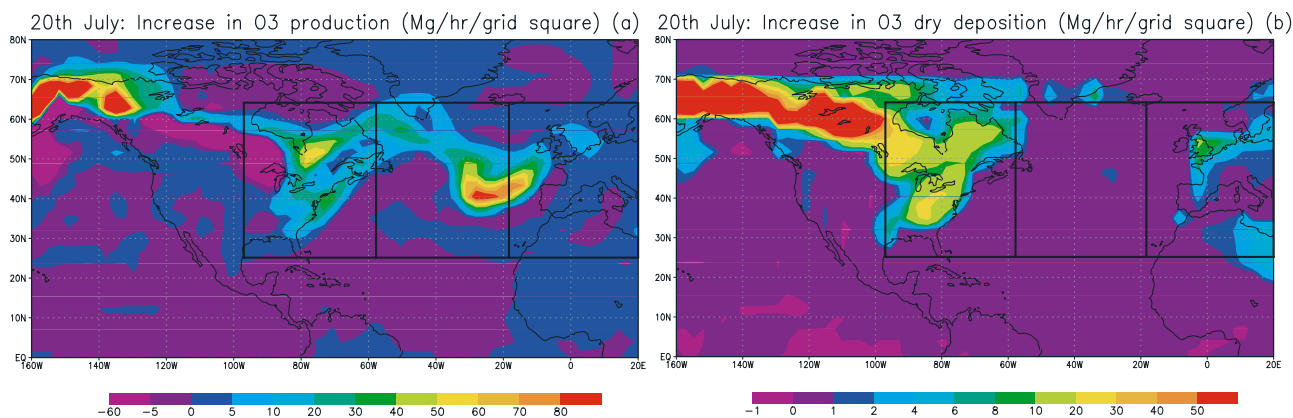 20th July: Increase in O3 production (Mg/hr/grid square) (a)
80N
70N
60N
50N
40N
30N
20N
10N
EQ
160W 140W 120W 100W 80W 60W 40W 20W 0 20E
−60 −5 0 5 10 20 30 40 50 60 80
20th July: Increase in O3 dry deposition (Mg/hr/grid square) (b)
80N
70N
60N
50N
40N
30N
20N
10N
EQ
160W 140W 120W 100W 80W 60W 40W 20W 0 20E
−1 0 1 2 4 6 8 10 20 30 40 50